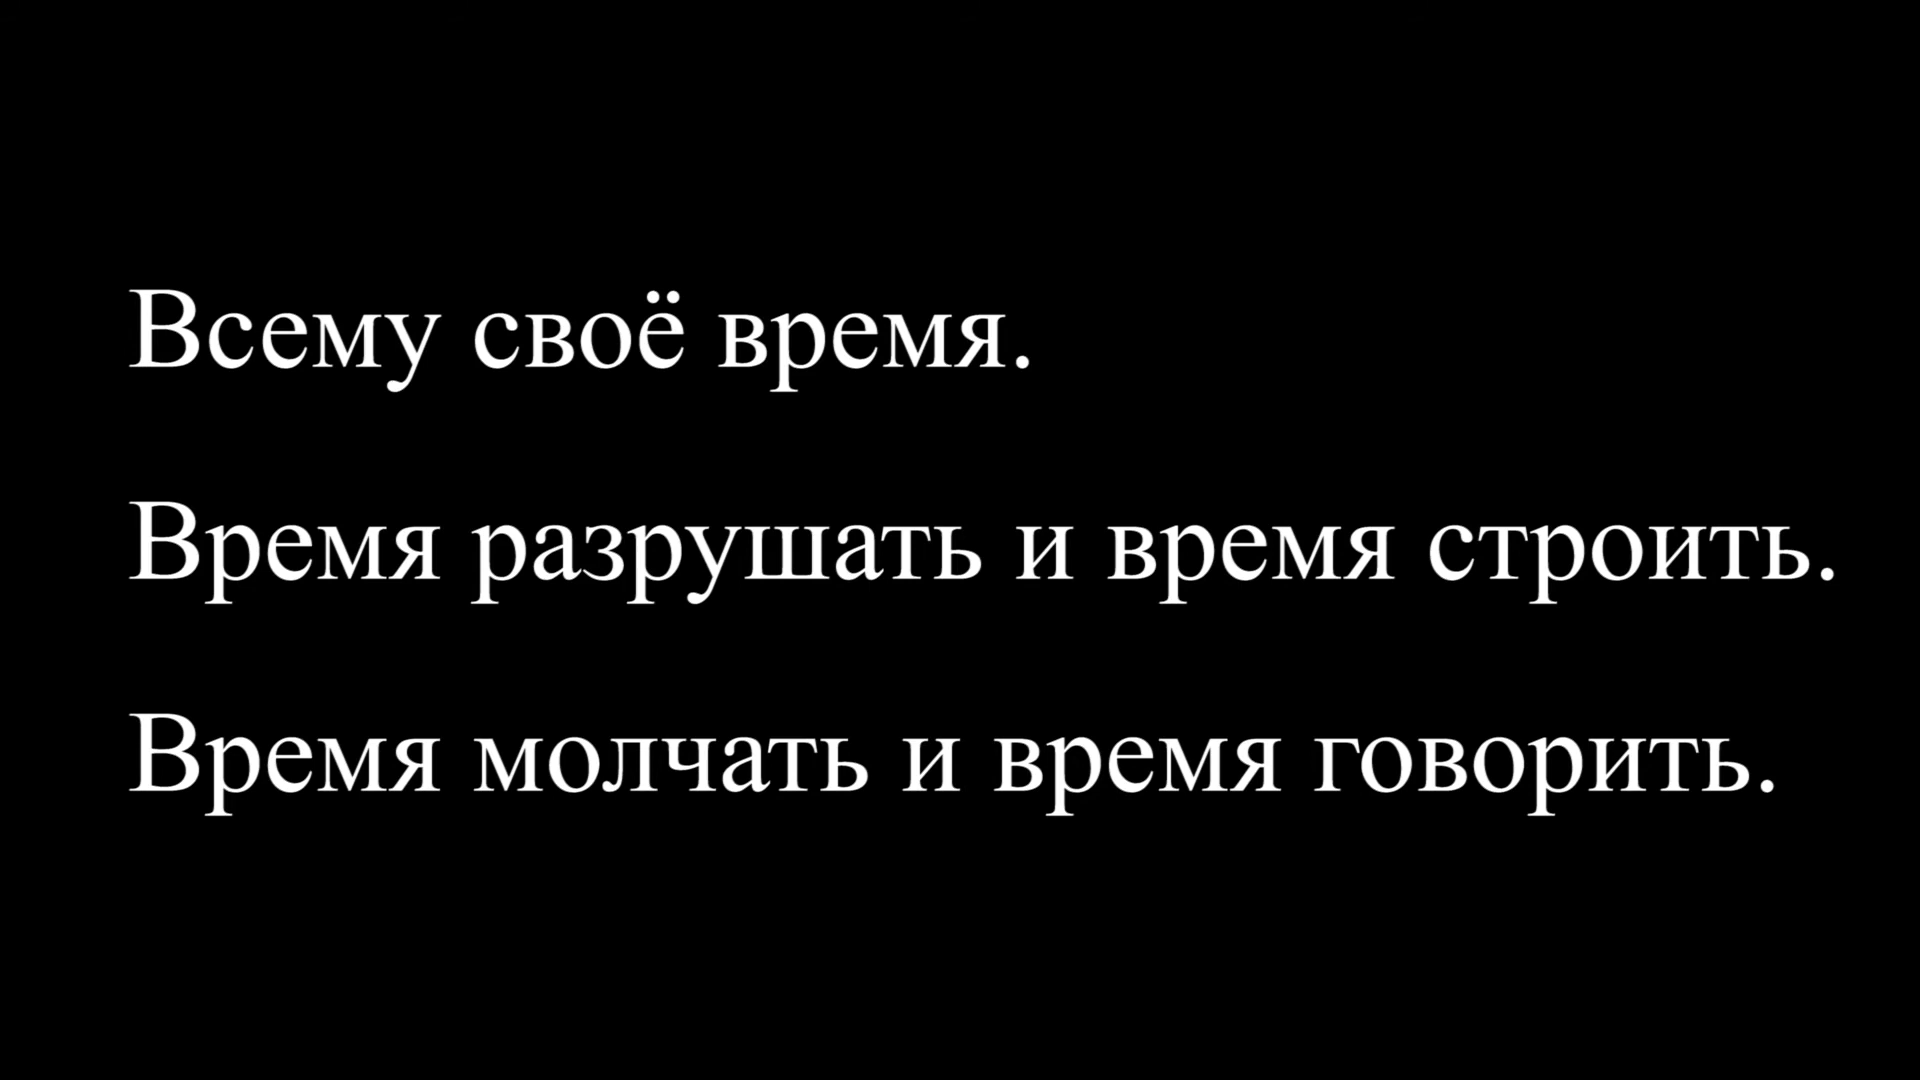 Всему своё время.
Время разрушать и время строить.
Время молчать и время говорить.